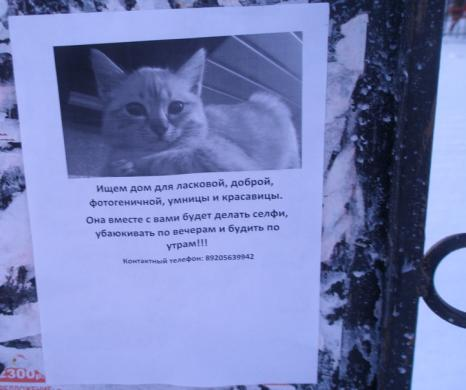 Ищем дом для ласковой, доброй,
фотогеничной, умницы и красавицы.
Она вместе с вами будет делать селфи,
убаюкивать по вечерам и будить по
утрам!!!
Контактный телефон: 89205639942
2300